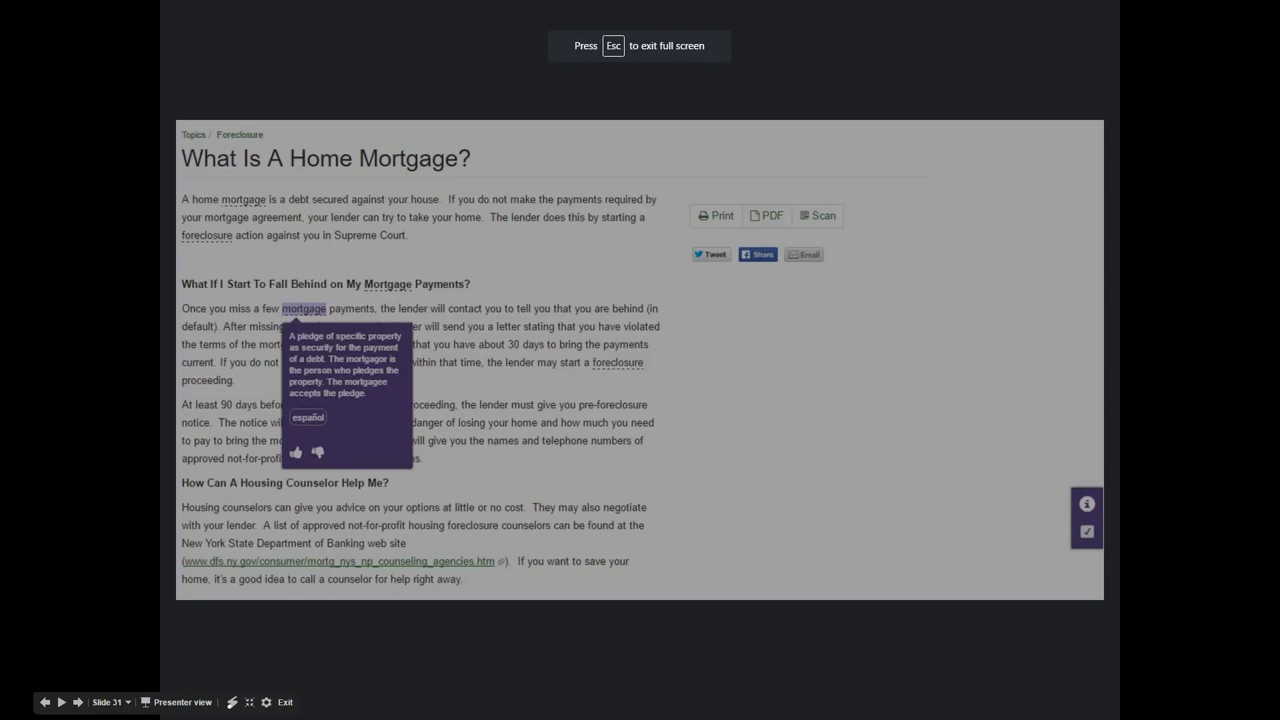 Press Esc to exit full screen
Topics / Foreclosure
What Is A Home Mortgage?
A home mortgage is a debt secured against your house. If you do not make the payments required by
your mortgage agreement, your lender can try to take your home. The lender does this by starting a
foreclosure action against you in Supreme Court.
Print PDF Scan
Tweet Share Email
What If I Start To Fall Behind on My Mortgage Payments?
Once you miss a few mortgage payments, the lender will contact you to tell you that you are behind (in
default). After missing er will send you a letter stating that you have violated
the terms of the mort that you have about 30 days to bring the payments
current. If you do not within that time, the lender may start a foreclosure
proceeding.
A pledge of specific property
as security for the payment
of a debt. The mortgagor is
the person who pledges the
property. The mortgagee
accepts the pledge.
español
At least 90 days befo oceeding, the lender must give you pre-foreclosure
notice. The notice wi danger of losing your home and how much you need
to pay to bring the mo will give you the names and telephone numbers of
approved not-for-profi s.
How Can A Housing Counselor Help Me?
Housing counselors can give you advice on your options at little or no cost. They may also negotiate
with your lender. A list of approved not-for-profit housing foreclosure counselors can be found at the
New York State Department of Banking web site
(www.dfs.ny.gov/consumer/mortg_nys_np_counseling_agencies.htm). If you want to save your
home, it's a good idea to call a counselor for help right away.
Slide 31 Presenter view Exit